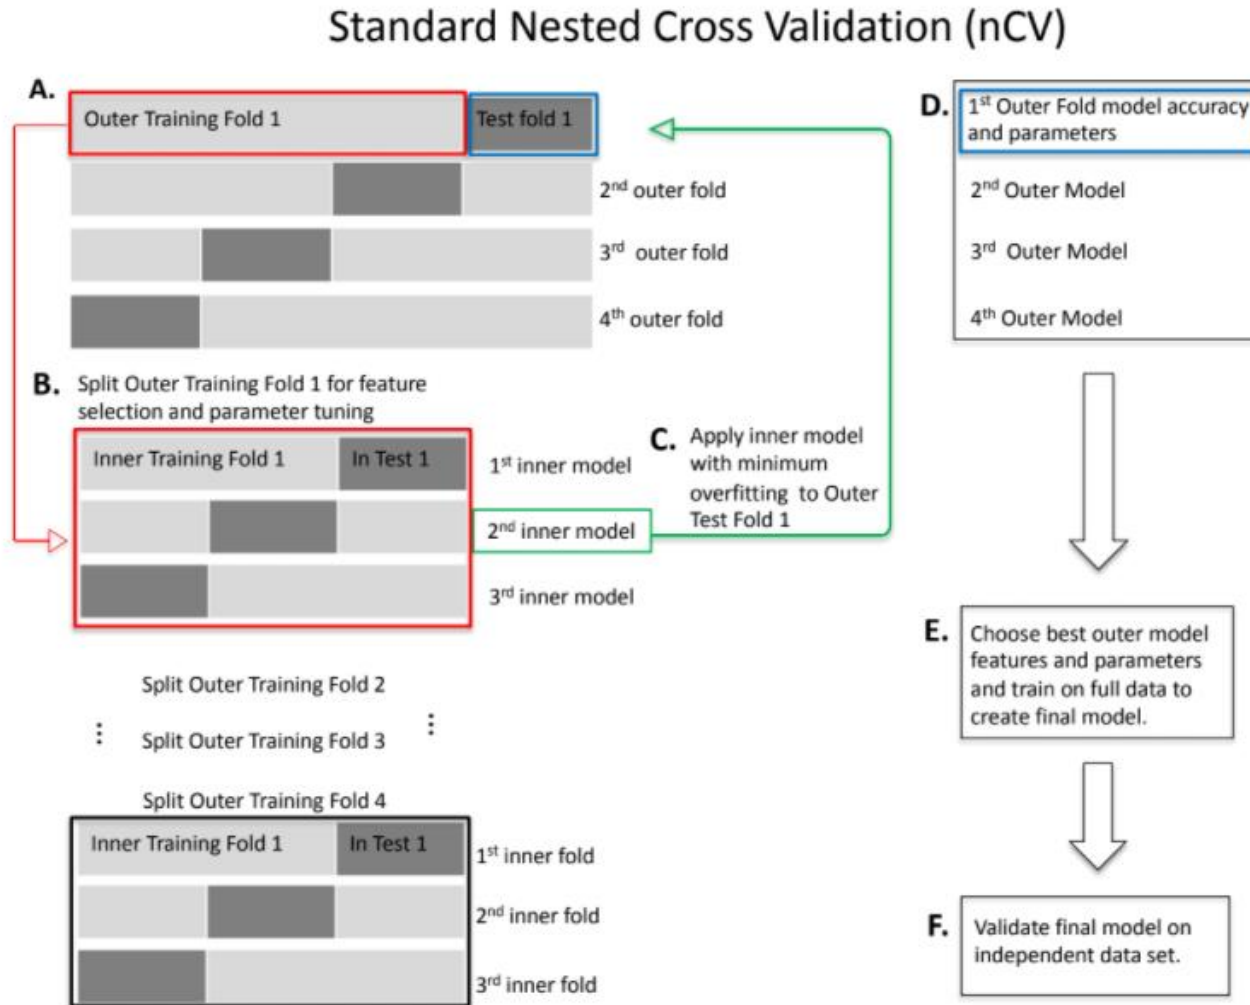 Standard Nested Cross Validation (nCV)
A.
Outer Training Fold 1
Test fold 1
2nd outer fold
3rd outer fold
4th outer fold
B. Split Outer Training Fold 1 for feature
selection and parameter tuning
Inner Training Fold 1
In Test 1
1st inner model
2nd inner model
3rd inner model
C. Apply inner model
with minimum
overfitting to Outer
Test Fold 1
Split Outer Training Fold 2
⋮ ⋮
Split Outer Training Fold 3
Split Outer Training Fold 4
Inner Training Fold 1
In Test 1
1st inner fold
2nd inner fold
3rd inner fold
D.
1st Outer Fold model accuracy
and parameters
2nd Outer Model
3rd Outer Model
4th Outer Model
E.
Choose best outer model
features and parameters
and train on full data to
create final model.
F.
Validate final model on
independent data set.